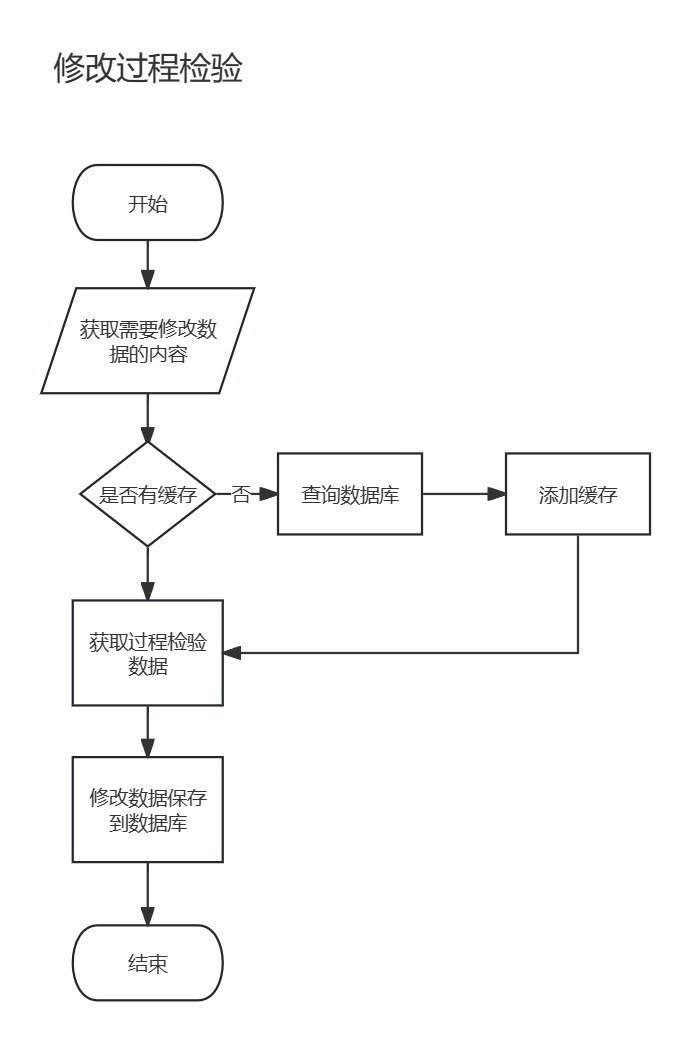 修改过程检验
开始
获取需要修改数
据的内容
是否有缓存
否
查询数据库
添加缓存
获取过程检验
数据
修改数据保存
到数据库
结束